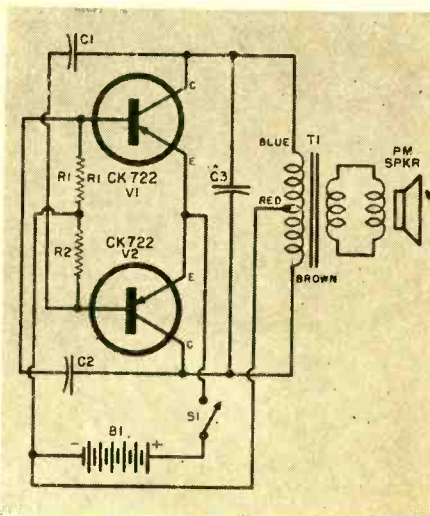 C1
C
BLUE
T1
PM
SPKR
R1
R1
CK722
V1
E
C3
RED
R2
CK722
V2
E
BROWN
C
C2
S1
- B1 +